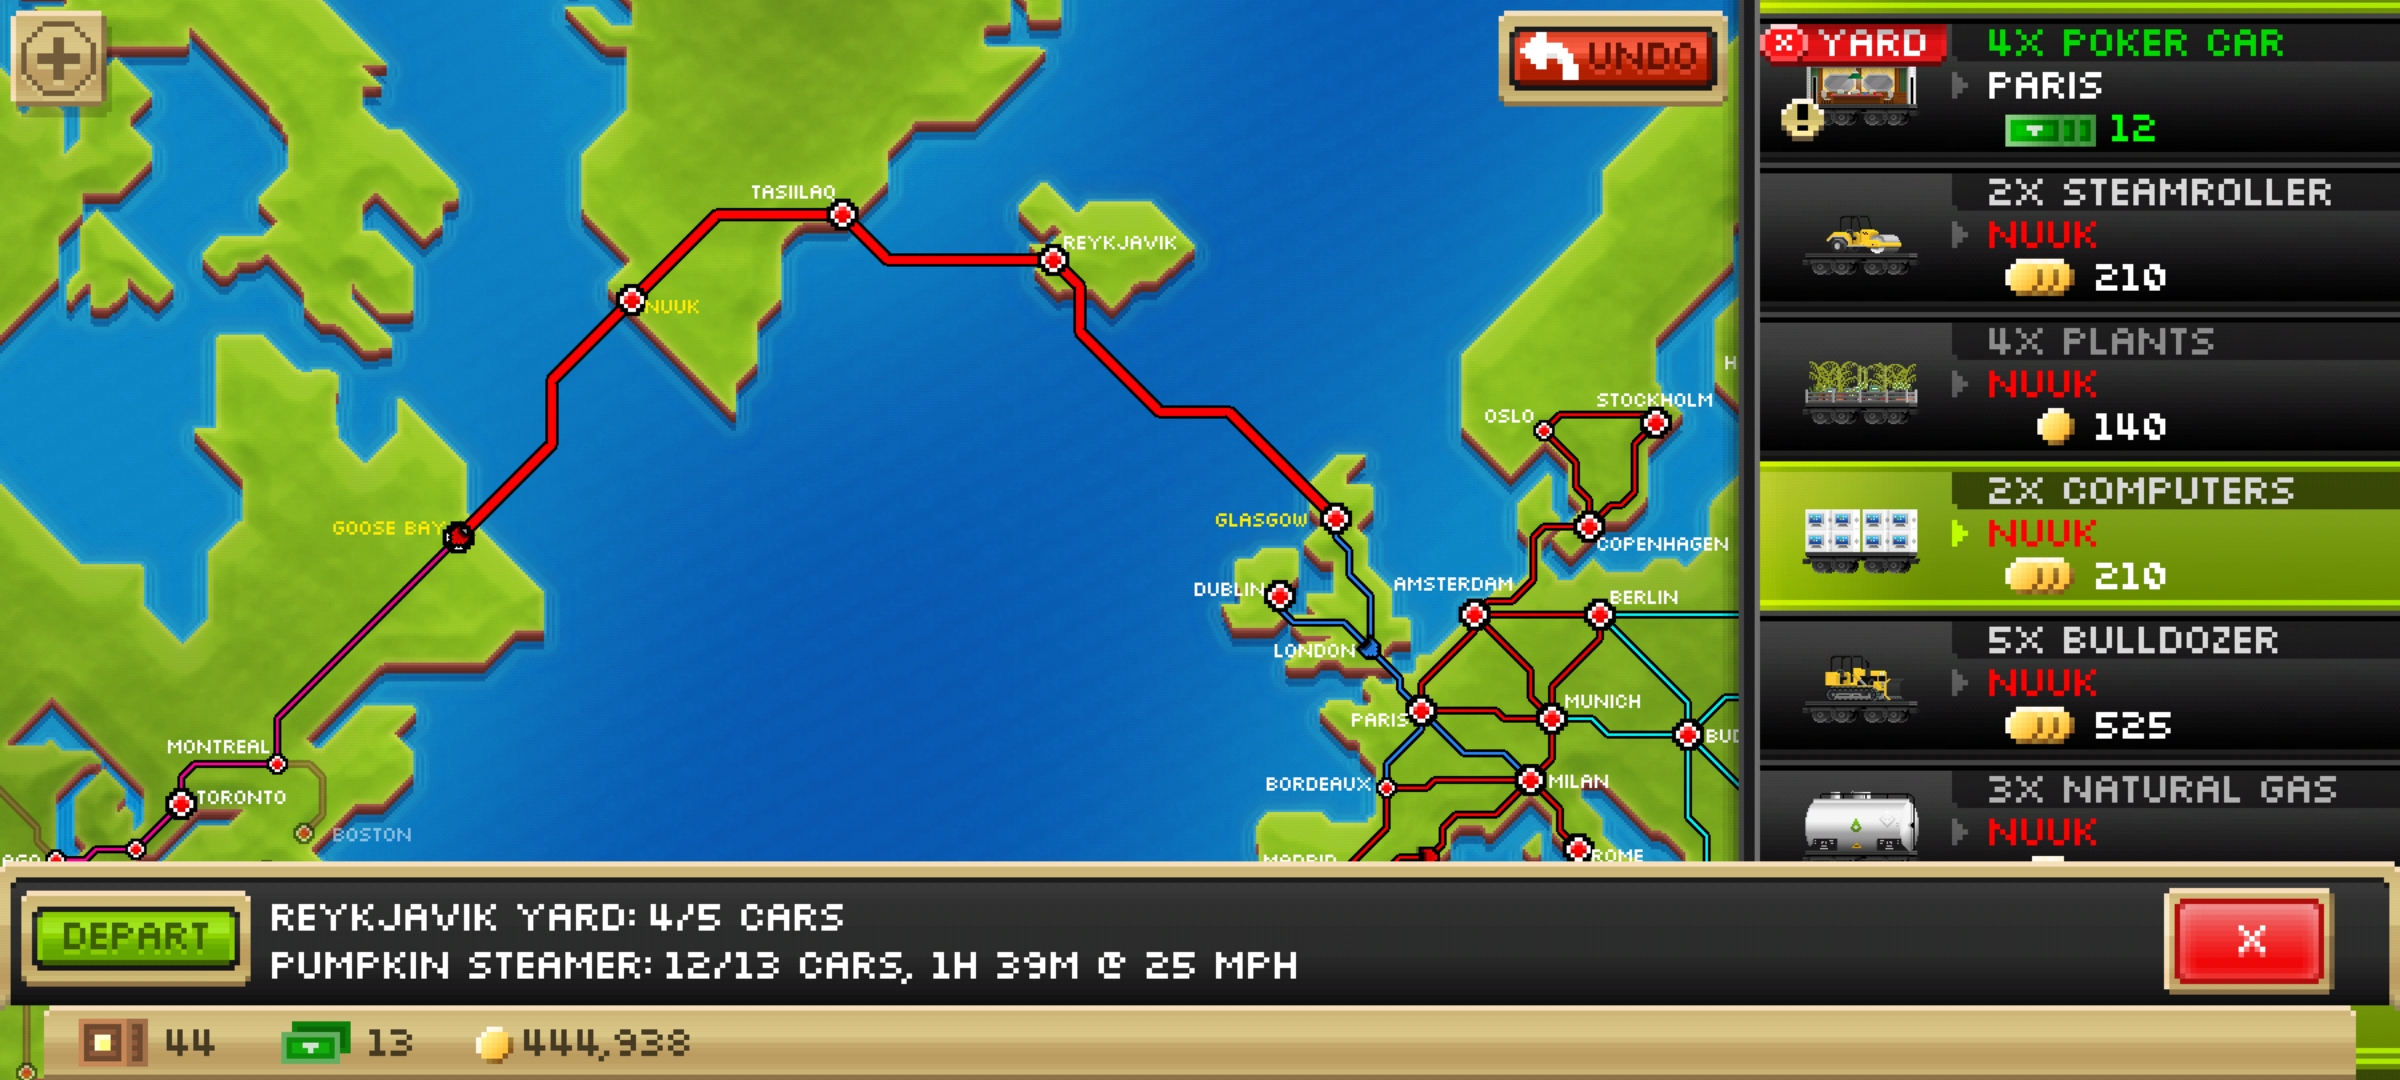 UNDO
YARD
4X POKER CAR
PARIS
12
2X STEAMROLLER
NUUK
210
4X PLANTS
NUUK
140
2X COMPUTERS
NUUK
210
5X BULLDOZER
NUUK
525
3X NATURAL GAS
NUUK
TASIILAQ
REYKJAVIK
NUUK
STOCKHOLM
OSLO
GLASGOW
GOOSE BAY
COPENHAGEN
AMSTERDAM
DUBLIN
BERLIN
LONDON
MUNICH
PARIS
BUD
MONTREAL
BORDEAUX
MILAN
TORONTO
BOSTON
MADRID
ROME
DEPART
REYKJAVIK YARD: 4/5 CARS
PUMPKIN STEAMER: 12/13 CARS, 1H 39M @ 25 MPH
X
44
13
444,938